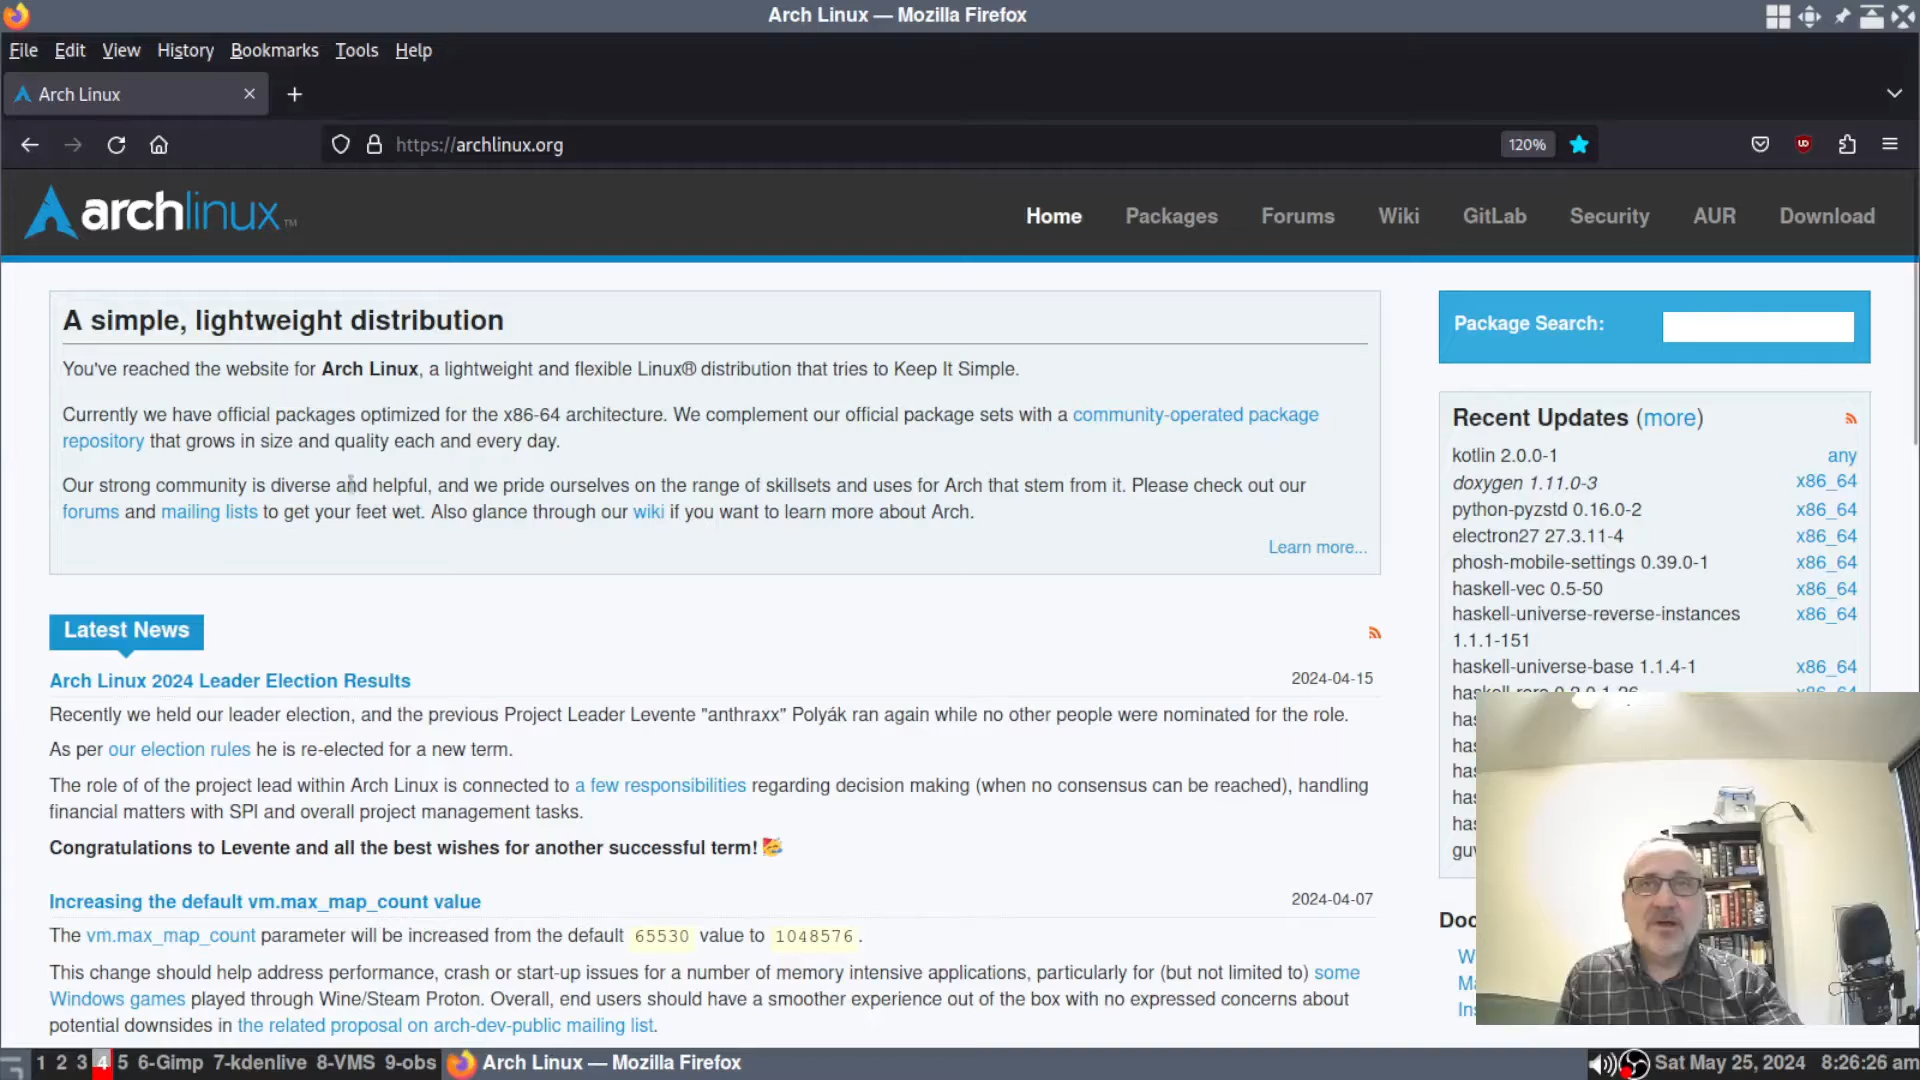 Arch Linux — Mozilla Firefox
File Edit View History Bookmarks Tools Help
Arch Linux
https://archlinux.org
120%
archlinux™
Home Packages Forums Wiki GitLab Security AUR Download
A simple, lightweight distribution
You've reached the website for Arch Linux, a lightweight and flexible Linux® distribution that tries to Keep It Simple.
Currently we have official packages optimized for the x86-64 architecture. We complement our official package sets with a community-operated package
repository that grows in size and quality each and every day.
Our strong community is diverse and helpful, and we pride ourselves on the range of skillsets and uses for Arch that stem from it. Please check out our
forums and mailing lists to get your feet wet. Also glance through our wiki if you want to learn more about Arch.
Learn more...
Latest News
Arch Linux 2024 Leader Election Results 2024-04-15
Recently we held our leader election, and the previous Project Leader Levente "anthraxx" Polyák ran again while no other people were nominated for the role.
As per our election rules he is re-elected for a new term.
The role of of the project lead within Arch Linux is connected to a few responsibilities regarding decision making (when no consensus can be reached), handling
financial matters with SPI and overall project management tasks.
Congratulations to Levente and all the best wishes for another successful term! 🥳
Increasing the default vm.max_map_count value 2024-04-07
The vm.max_map_count parameter will be increased from the default 65530 value to 1048576.
This change should help address performance, crash or start-up issues for a number of memory intensive applications, particularly for (but not limited to) some
Windows games played through Wine/Steam Proton. Overall, end users should have a smoother experience out of the box with no expressed concerns about
potential downsides in the related proposal on arch-dev-public mailing list.
Package Search:
Recent Updates (more)
kotlin 2.0.0-1 any
doxygen 1.11.0-3 x86_64
python-pyzstd 0.16.0-2 x86_64
electron27 27.3.11-4 x86_64
phosh-mobile-settings 0.39.0-1 x86_64
haskell-vec 0.5-50 x86_64
haskell-universe-reverse-instances x86_64
1.1.1-151
haskell-universe-base 1.1.4-1 x86_64
1 2 3 4 5 6-Gimp 7-kdenlive 8-VMS 9-obs Arch Linux — Mozilla Firefox Sat May 25, 2024 8:26:26 am